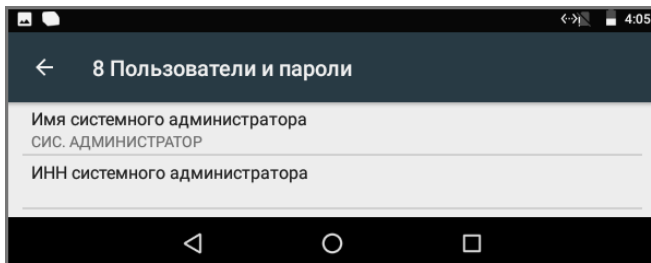 4:05
8 Пользователи и пароли
Имя системного администратора
СИС. АДМИНИСТРАТОР
ИНН системного администратора